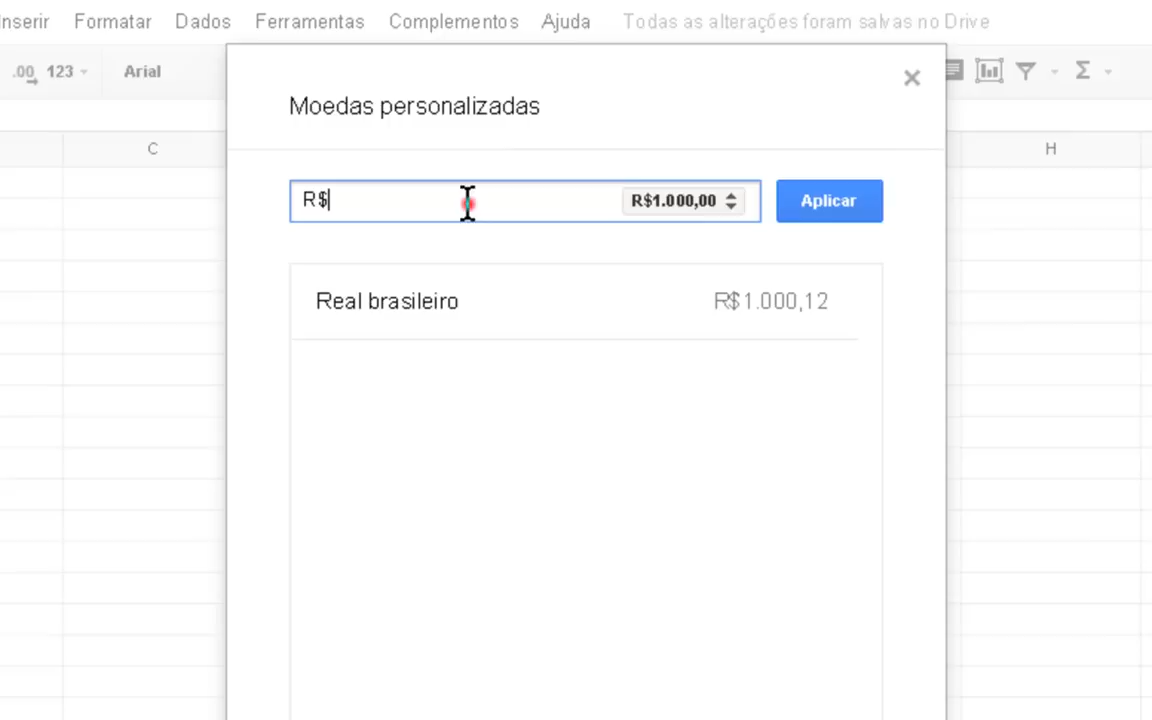 Inserir Formatar Dados Ferramentas Complementos Ajuda Todas as alterações foram salvas no Drive
.00 123 Arial
Moedas personalizadas
C H
R$ R$1.000,00 Aplicar
Real brasileiro R$1.000,12